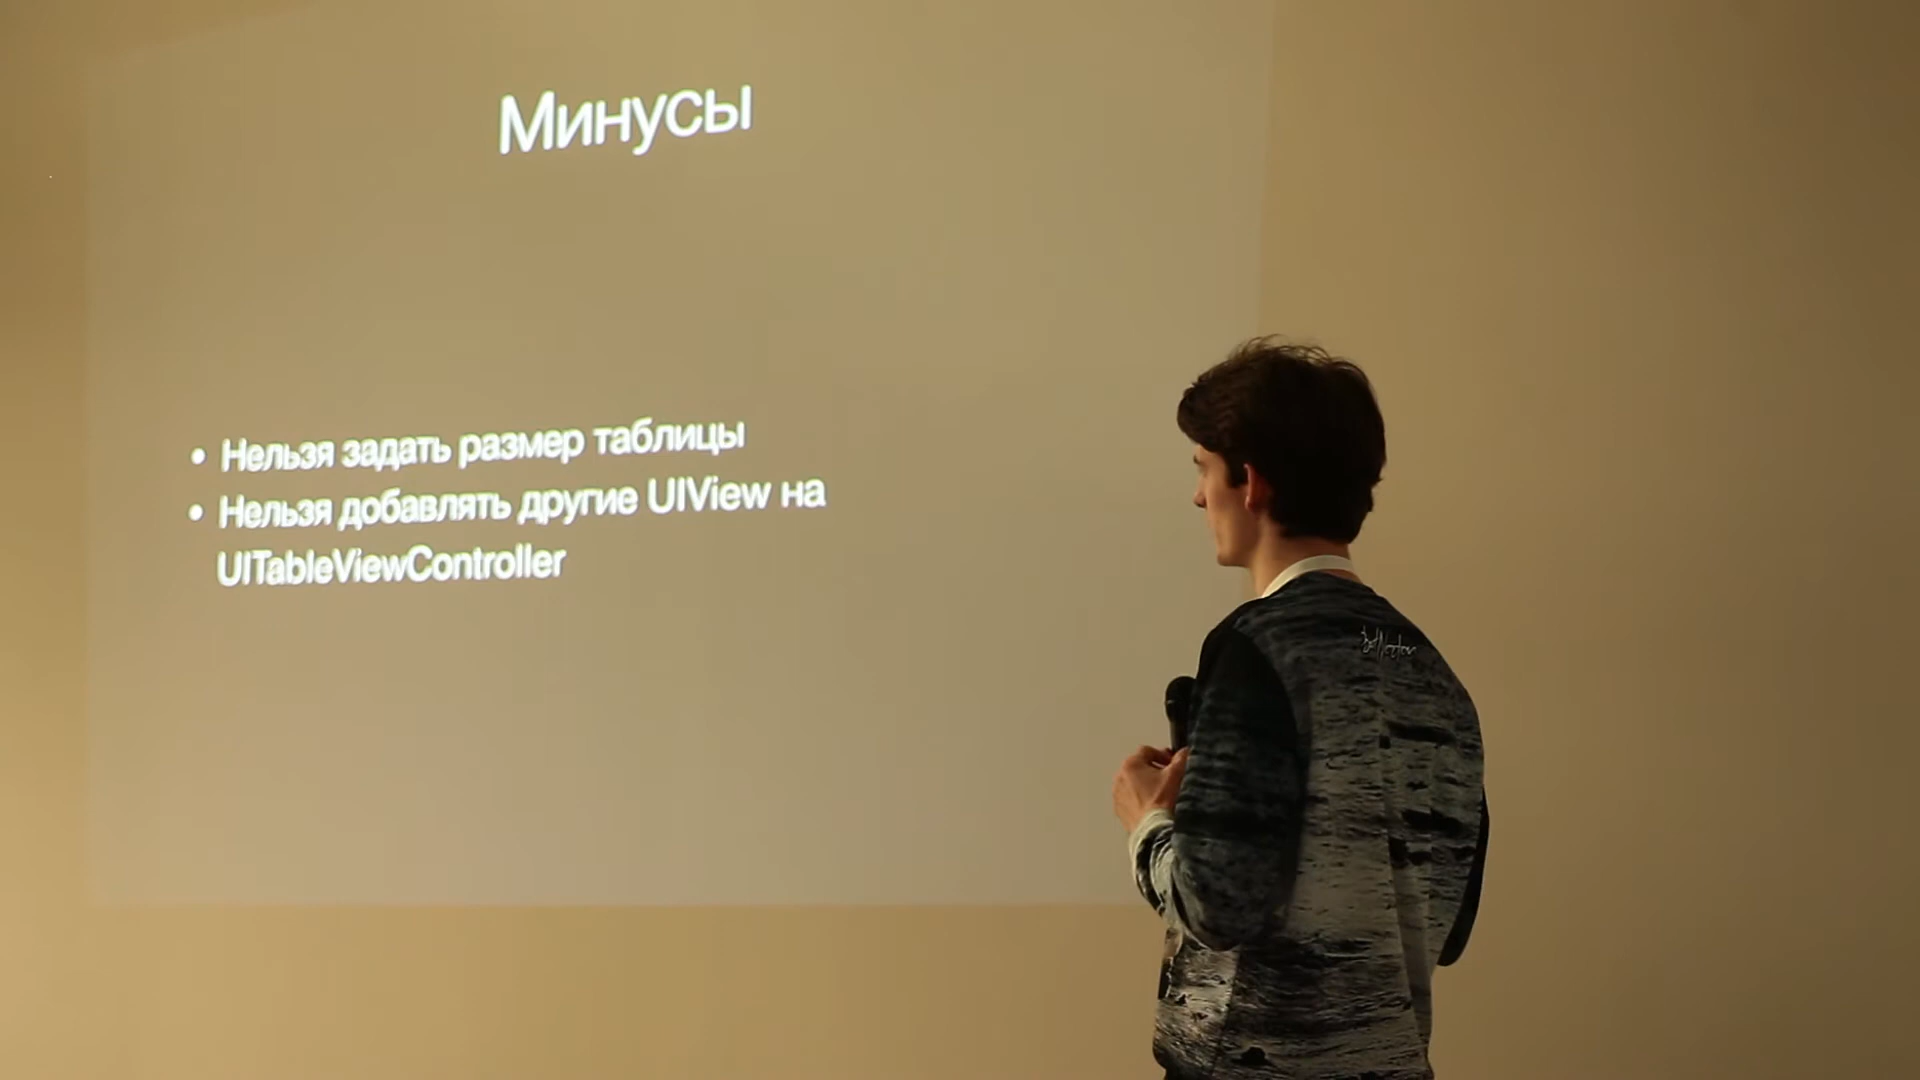 Минусы
• Нельзя задать размер таблицы
• Нельзя добавлять другие UIView на
UITableViewController